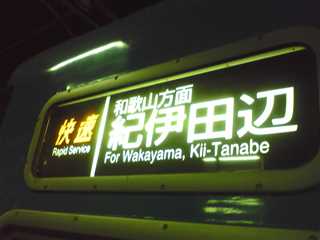 快速
Rapid Service
和歌山方面
紀伊田辺
For Wakayama, Kii-Tanabe